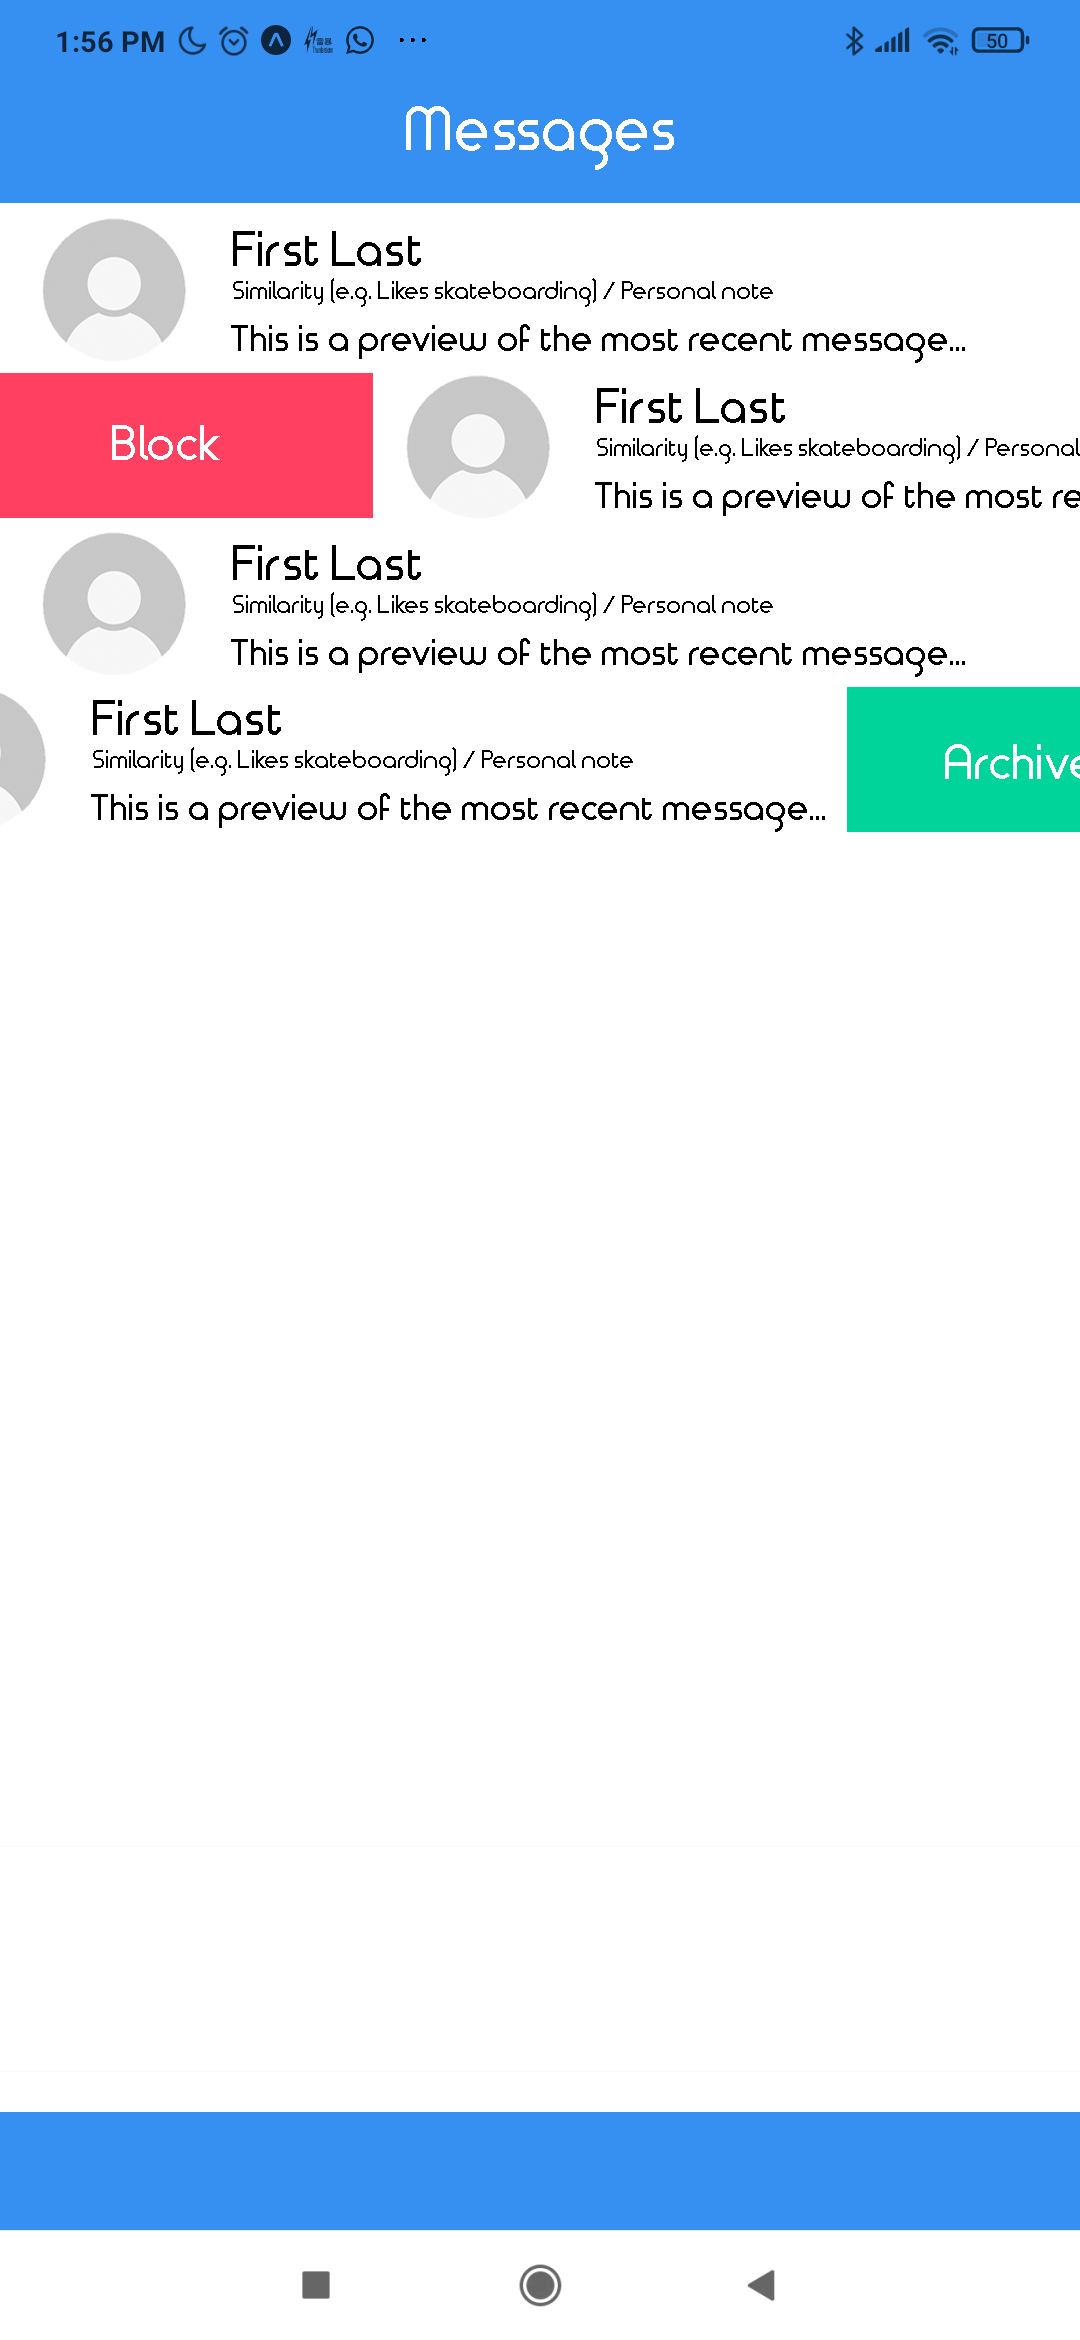 1:56 PM ... 50
Messages
First Last
Similarity (e.g. Likes skateboarding) / Personal note
This is a preview of the most recent message...
Block
First Last
Similarity (e.g. Likes skateboarding) / Personal
This is a preview of the most re
First Last
Similarity (e.g. Likes skateboarding) / Personal note
This is a preview of the most recent message...
First Last
Similarity (e.g. Likes skateboarding) / Personal note
This is a preview of the most recent message...
Archive